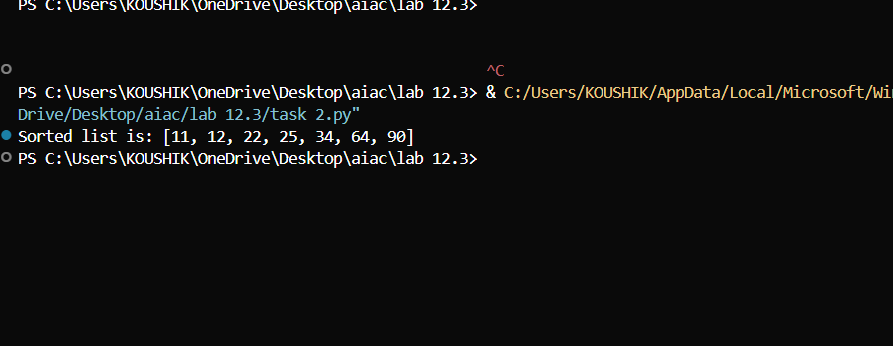 PS C:\Users\KOUSHIK\OneDrive\Desktop\aiac\lab 12.3>
^C
PS C:\Users\KOUSHIK\OneDrive\Desktop\aiac\lab 12.3> & C:/Users/KOUSHIK/AppData/Local/Microsoft/Wi
Drive/Desktop/aiac/lab 12.3/task 2.py"
Sorted list is: [11, 12, 22, 25, 34, 64, 90]
PS C:\Users\KOUSHIK\OneDrive\Desktop\aiac\lab 12.3>